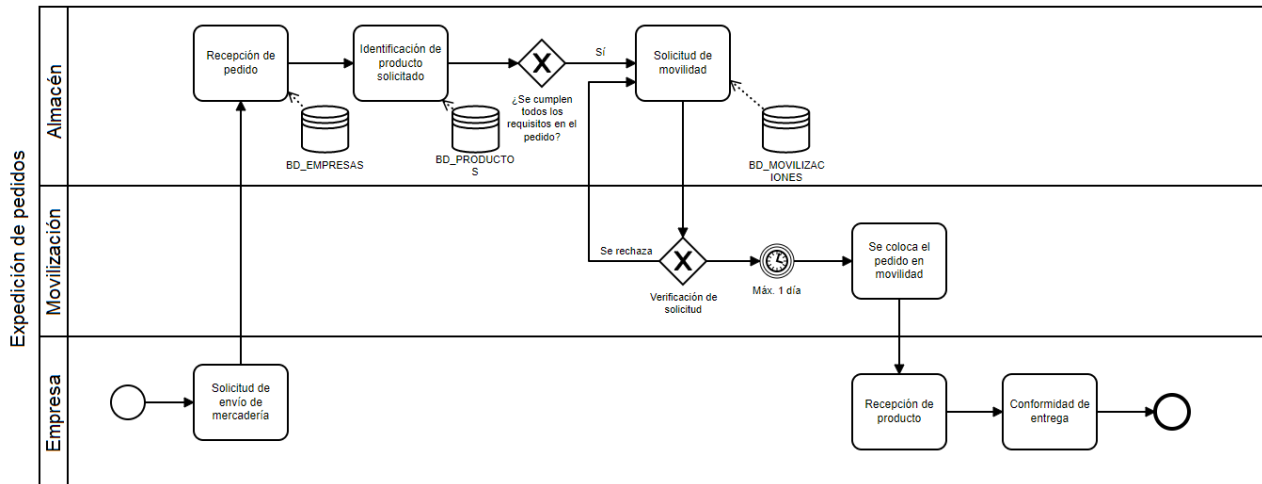 Expedición de pedidos
Almacén
Recepción de
pedido
Identificación de
producto
solicitado
Sí
Solicitud de
movilidad
¿Se cumplen
todos los
requisitos en el
pedido?
BD_EMPRESAS
BD_PRODUCTO
S
BD_MOVILIZAC
IONES
Movilización
Se rechaza
Verificación de
solicitud
Máx. 1 día
Se coloca el
pedido en
movilidad
Empresa
Solicitud de
envío de
mercadería
Recepción de
producto
Conformidad de
entrega